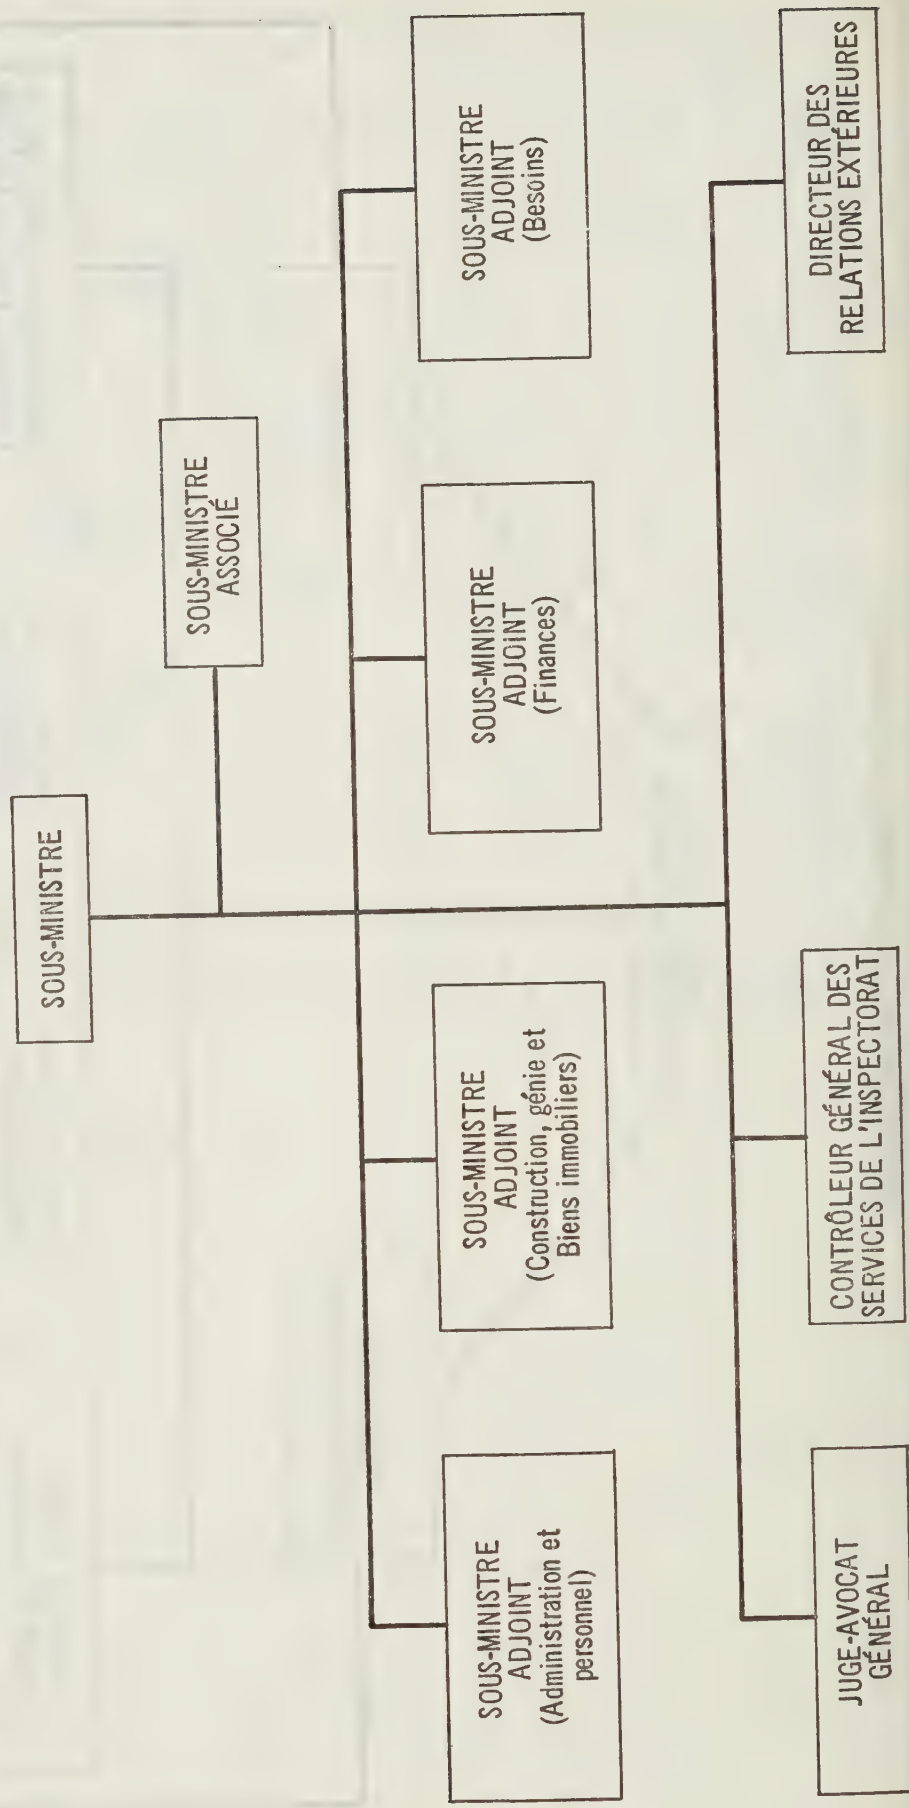 SOUS-MINISTRE
SOUS-MINISTRE
ASSOCIÉ
SOUS-MINISTRE
ADJOINT
(Administration et
personnel)
SOUS-MINISTRE
ADJOINT
(Construction, génie et
Biens immobiliers)
SOUS-MINISTRE
ADJOINT
(Finances)
SOUS-MINISTRE
ADJOINT
(Besoins)
JUGE-AVOCAT
GÉNÉRAL
CONTRÔLEUR GÉNÉRAL DES
SERVICES DE L'INSPECTORAT
DIRECTEUR DES
RELATIONS EXTÉRIEURES